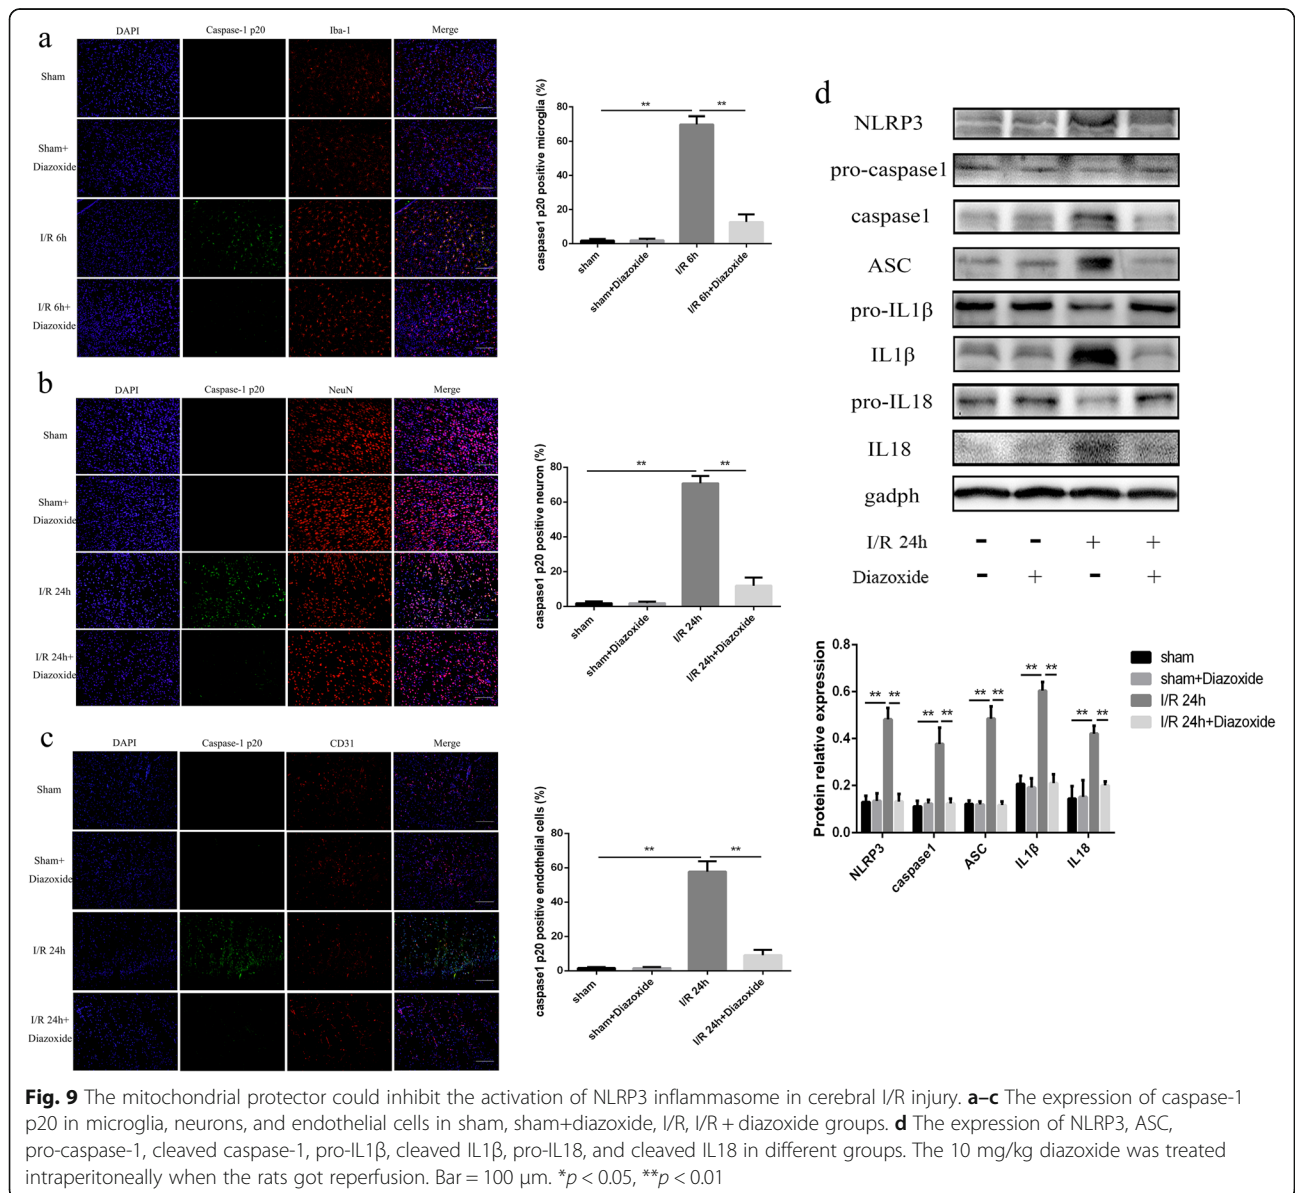 a
DAPI Caspase-1 p20 Iba-1 Merge
Sham
Sham+
Diazoxide
I/R 6h
I/R 6h+
Diazoxide
caspase1 p20 positive microglia (%)
80
60
40
20
0
** **
sham
sham+Diazoxide
I/R 6h
I/R 6h+Diazoxide
b
DAPI Caspase-1 p20 NeuN Merge
Sham
Sham+
Diazoxide
I/R 24h
I/R 24h+
Diazoxide
caspase1 p20 positive neuron (%)
80
60
40
20
0
** **
sham
sham+Diazoxide
I/R 24h
I/R 24h+Diazoxide
c
DAPI Caspase-1 p20 CD31 Merge
Sham
Sham+
Diazoxide
I/R 24h
I/R 24h+
Diazoxide
caspase1 p20 positive endothelial cells (%)
80
60
40
20
0
** **
sham
sham+Diazoxide
I/R 24h
I/R 24h+Diazoxide
d
NLRP3
pro-caspase1
caspase1
ASC
pro-IL1β
IL1β
pro-IL18
IL18
gadph
I/R 24h - - + +
Diazoxide - + - +
Protein relative expression
0.8
0.6
0.4
0.2
0.0
** ** ** ** ** ** ** ** ** **
NLRP3
caspase1
ASC
IL1β
IL18
sham
sham+Diazoxide
I/R 24h
I/R 24h+Diazoxide
Fig. 9 The mitochondrial protector could inhibit the activation of NLRP3 inflammasome in cerebral I/R injury. a–c The expression of caspase-1
p20 in microglia, neurons, and endothelial cells in sham, sham+diazoxide, I/R, I/R + diazoxide groups. d The expression of NLRP3, ASC,
pro-caspase-1, cleaved caspase-1, pro-IL1β, cleaved IL1β, pro-IL18, and cleaved IL18 in different groups. The 10 mg/kg diazoxide was treated
intraperitoneally when the rats got reperfusion. Bar = 100 μm. *p < 0.05, **p < 0.01